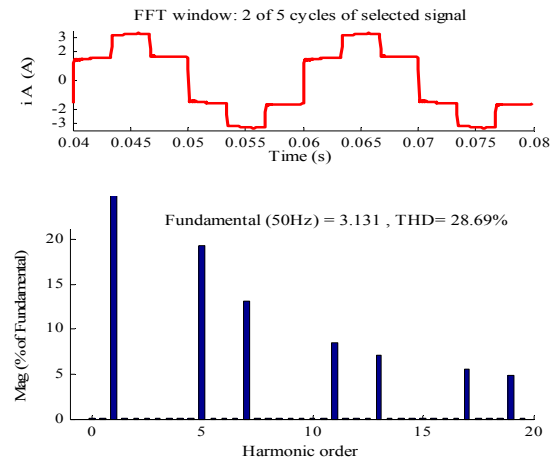 FFT window: 2 of 5 cycles of selected signal
3
2
0
-2
-3
i A (A)
0.04 0.045 0.05 0.055 0.06 0.065 0.07 0.075 0.08
Time (s)
Fundamental (50Hz) = 3.131 , THD= 28.69%
20
15
10
5
0
Mag (% of Fundamental)
0 5 10 15 20
Harmonic order